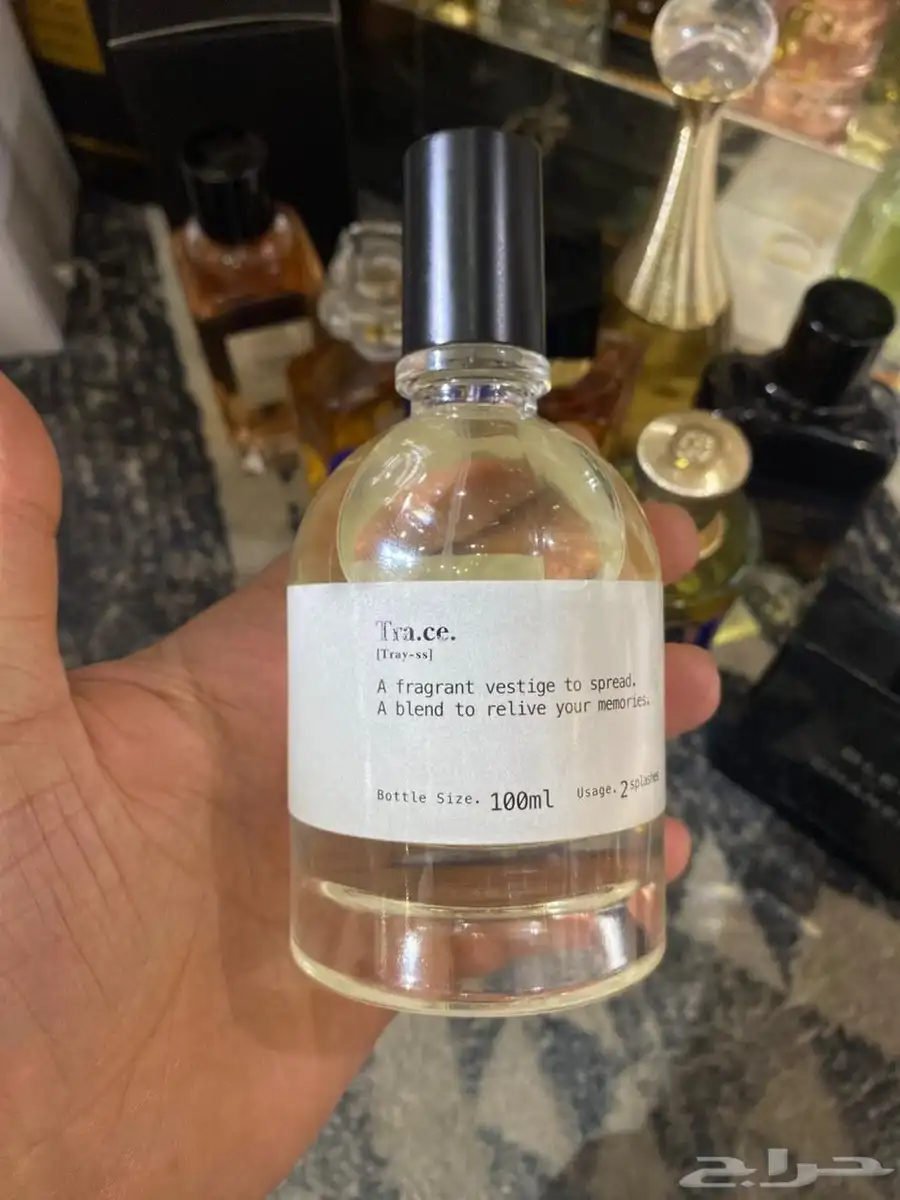 Tra.ce.
[Tray-ss]
A fragrant vestige to spread.
A blend to relive your memories.
Bottle Size. 100ml Usage. 2 splashes
حراج